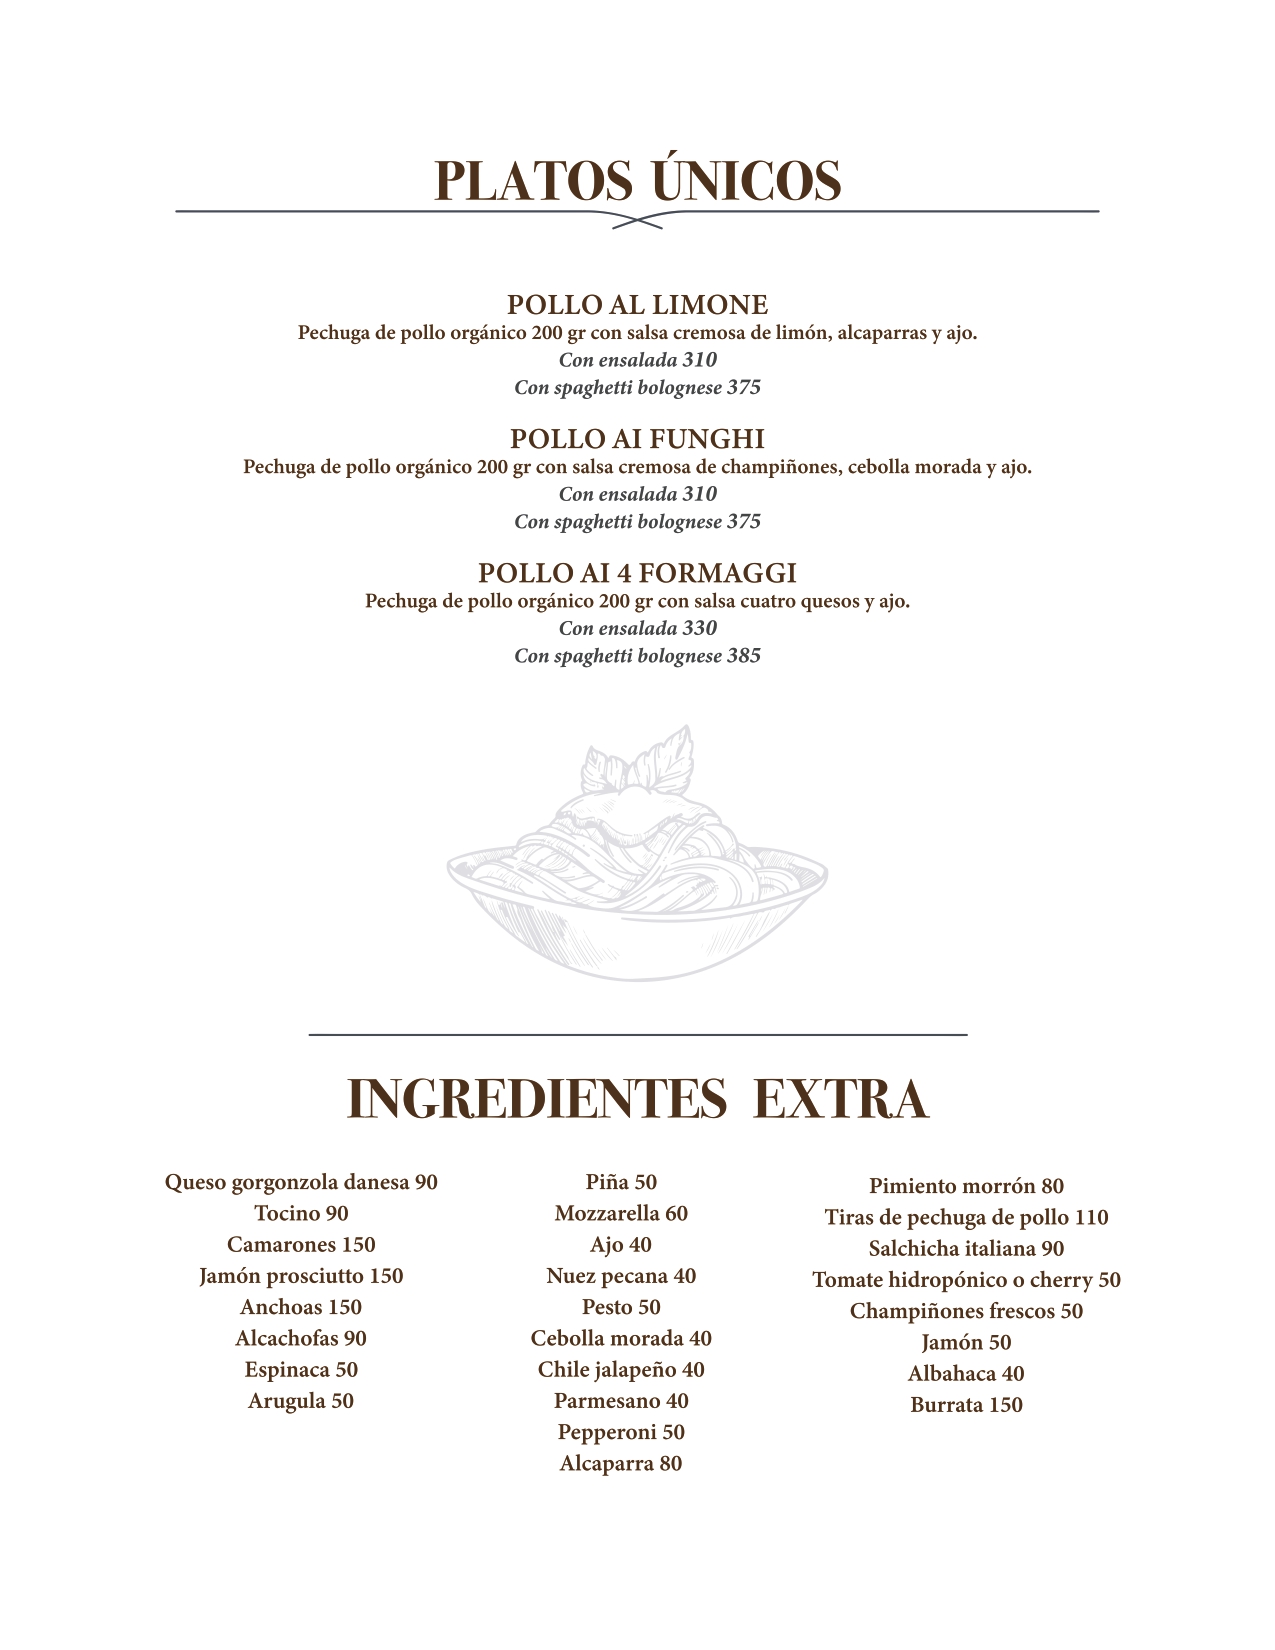 PLATOS ÚNICOS
POLLO AL LIMONE
Pechuga de pollo orgánico 200 gr con salsa cremosa de limón, alcaparras y ajo.
Con ensalada 310
Con spaghetti bolognese 375
POLLO AI FUNGHI
Pechuga de pollo orgánico 200 gr con salsa cremosa de champiñones, cebolla morada y ajo.
Con ensalada 310
Con spaghetti bolognese 375
POLLO AI 4 FORMAGGI
Pechuga de pollo orgánico 200 gr con salsa cuatro quesos y ajo.
Con ensalada 330
Con spaghetti bolognese 385
INGREDIENTES EXTRA
Queso gorgonzola danesa 90
Tocino 90
Camarones 150
Jamón prosciutto 150
Anchoas 150
Alcachofas 90
Espinaca 50
Arugula 50
Piña 50
Mozzarella 60
Ajo 40
Nuez pecana 40
Pesto 50
Cebolla morada 40
Chile jalapeño 40
Parmesano 40
Pepperoni 50
Alcaparra 80
Pimiento morrón 80
Tiras de pechuga de pollo 110
Salchicha italiana 90
Tomate hidropónico o cherry 50
Champiñones frescos 50
Jamón 50
Albahaca 40
Burrata 150